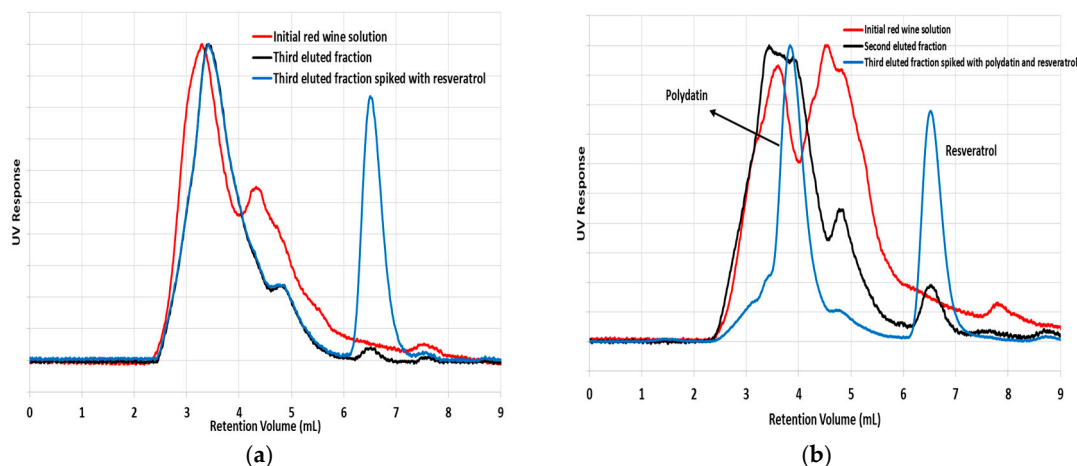 Initial red wine solution
Third eluted fraction
Third eluted fraction spiked with resveratrol
UV Response
0 1 2 3 4 5 6 7 8 9
Retention Volume (mL)
(a)
Initial red wine solution
Second eluted fraction
Third eluted fraction spiked with polydatin and resveratrol
Polydatin
Resveratrol
UV Response
0 1 2 3 4 5 6 7 8 9
Retention Volume (mL)
(b)